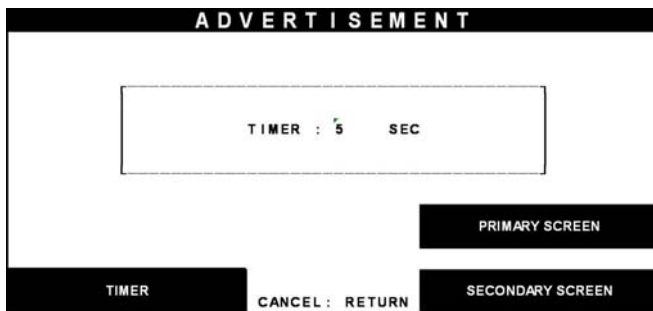 ADVERTISEMENT
TIMER : 5 SEC
PRIMARY SCREEN
TIMER
CANCEL : RETURN
SECONDARY SCREEN